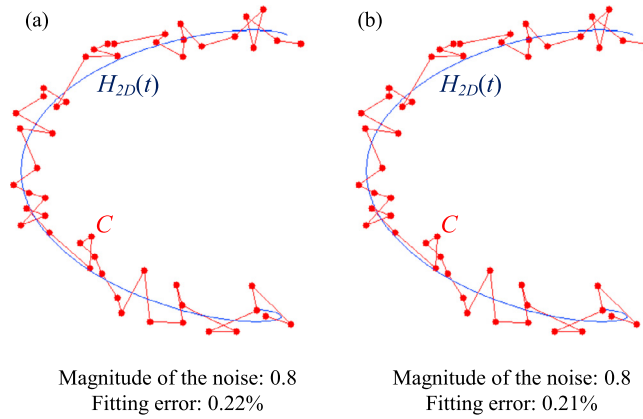 (a)
H2D(t)
C
Magnitude of the noise: 0.8
Fitting error: 0.22%
(b)
H2D(t)
C
Magnitude of the noise: 0.8
Fitting error: 0.21%